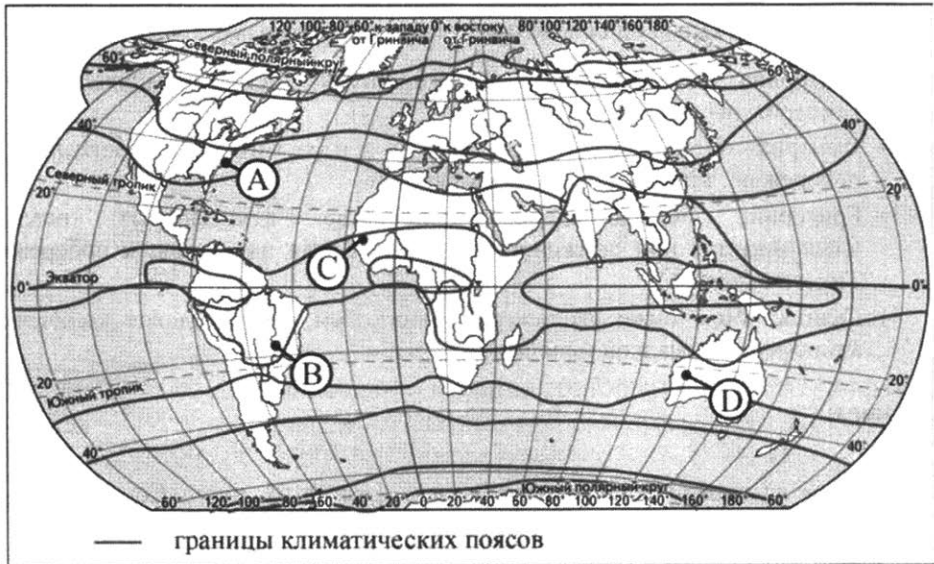 120° 100° 80° 60° к западу 0° к востоку 80° 100° 120° 140° 160° 180°
от Гринвича от Гринвича
Северный полярный круг
60° 60°
40° 40°
Северный тропик
20° 20°
A
C
Экватор
0° 0°
B
D
20° 20°
Южный тропик
40° 40°
Южный полярный круг
60° 120° 100° 80° 60° 40° 20° 0 20° 40° 60° 80° 100° 120° 140° 160° 180° 60°
границы климатических поясов